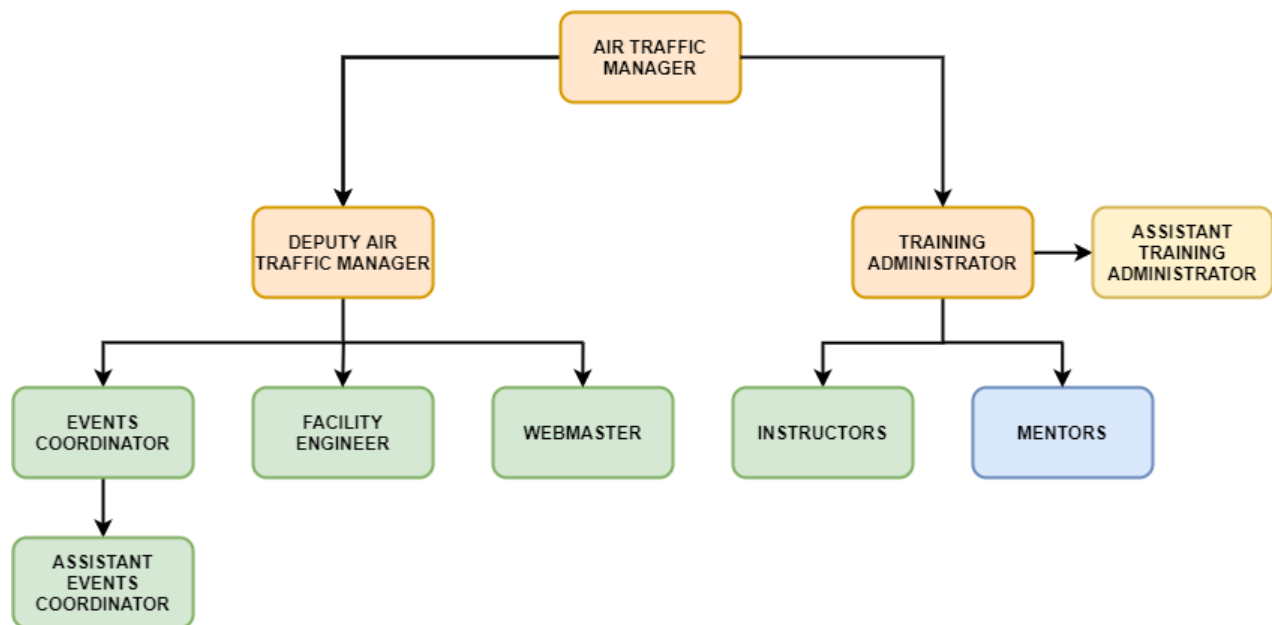 AIR TRAFFIC
MANAGER
DEPUTY AIR
TRAFFIC MANAGER
TRAINING
ADMINISTRATOR
ASSISTANT
TRAINING
ADMINISTRATOR
EVENTS
COORDINATOR
FACILITY
ENGINEER
WEBMASTER
INSTRUCTORS
MENTORS
ASSISTANT
EVENTS
COORDINATOR